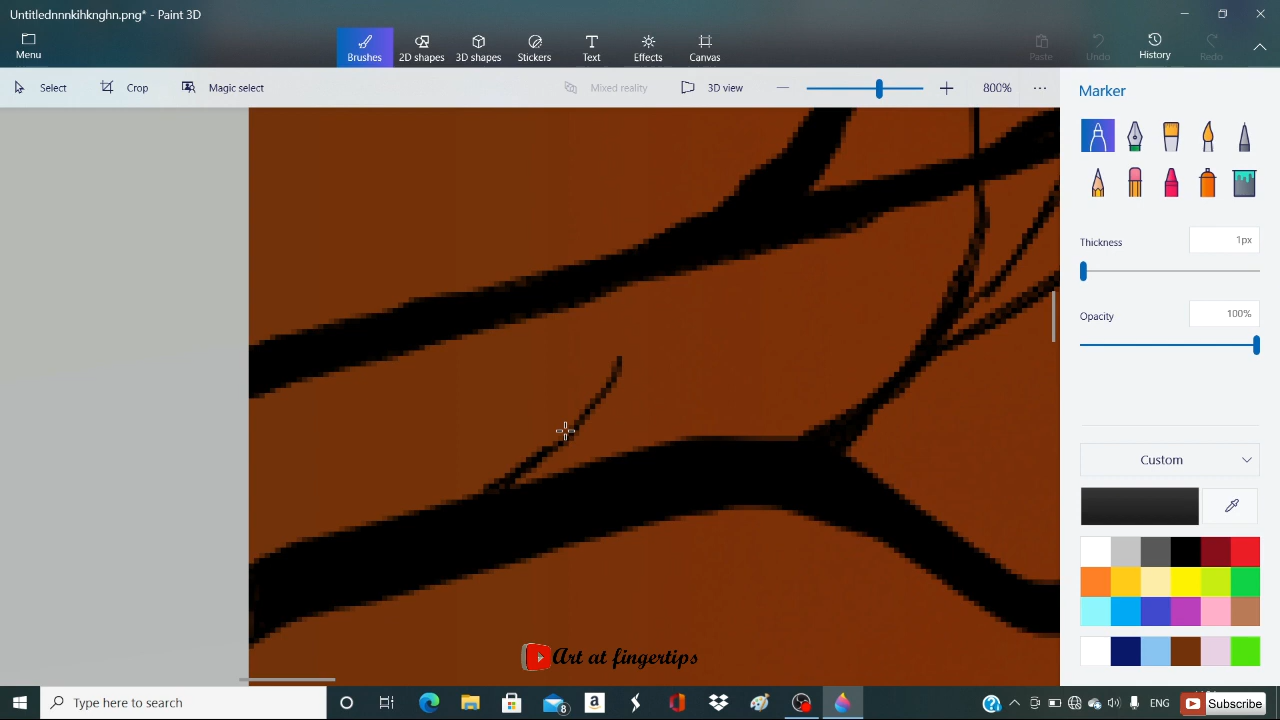 Untitlednnnkihknghn.png* - Paint 3D
Menu
Brushes
2D shapes
3D shapes
Stickers
Text
Effects
Canvas
Paste
Undo
History
Redo
Select
Crop
Magic select
Mixed reality
3D view
800%
Marker
Thickness
1px
Opacity
100%
Custom
Art at fingertips
Type here to search
8
a
ENG
Subscribe